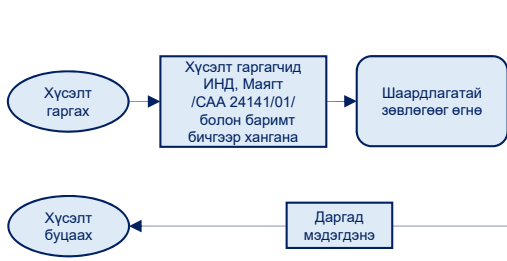 Хүсэлт
гаргах
Хүсэлт гаргагчид
ИНД, Маягт
/CAA 24141/01/
болон баримт
бичгээр хангана
Шаардлагатай
зөвлөгөөг өгнө
Хүсэлт
буцаах
Даргад
мэдэгдэнэ